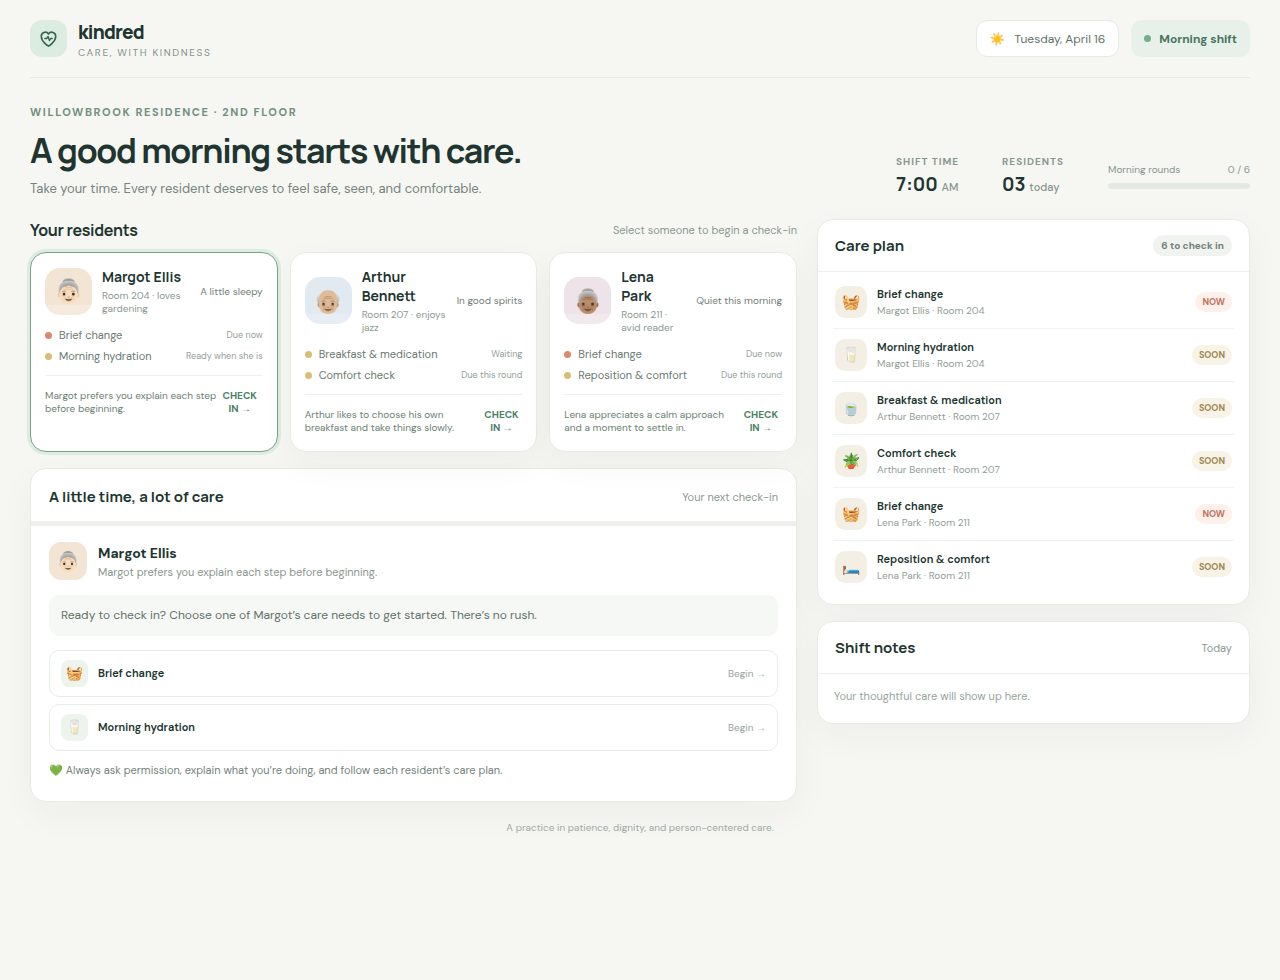 kindred
CARE, WITH KINDNESS
Tuesday, April 16
Morning shift
WILLOWBROOK RESIDENCE · 2ND FLOOR
A good morning starts with care.
Take your time. Every resident deserves to feel safe, seen, and comfortable.
SHIFT TIME
7:00 AM
RESIDENTS
03 today
Morning rounds 0 / 6
Your residents
Select someone to begin a check-in
Margot Ellis
Room 204 · loves
gardening
A little sleepy
Brief change Due now
Morning hydration Ready when she is
Margot prefers you explain each step
before beginning.
CHECK
IN →
Arthur
Bennett
Room 207 · enjoys
jazz
In good spirits
Breakfast & medication Waiting
Comfort check Due this round
Arthur likes to choose his own
breakfast and take things slowly.
CHECK
IN →
Lena
Park
Room 211 ·
avid reader
Quiet this morning
Brief change Due now
Reposition & comfort Due this round
Lena appreciates a calm approach
and a moment to settle in.
CHECK
IN →
A little time, a lot of care
Your next check-in
Margot Ellis
Margot prefers you explain each step before beginning.
Ready to check in? Choose one of Margot’s care needs to get started. There’s no rush.
Brief change Begin →
Morning hydration Begin →
💚 Always ask permission, explain what you’re doing, and follow each resident’s care plan.
Care plan
6 to check in
Brief change
Margot Ellis · Room 204
NOW
Morning hydration
Margot Ellis · Room 204
SOON
Breakfast & medication
Arthur Bennett · Room 207
SOON
Comfort check
Arthur Bennett · Room 207
SOON
Brief change
Lena Park · Room 211
NOW
Reposition & comfort
Lena Park · Room 211
SOON
Shift notes
Today
Your thoughtful care will show up here.
A practice in patience, dignity, and person-centered care.